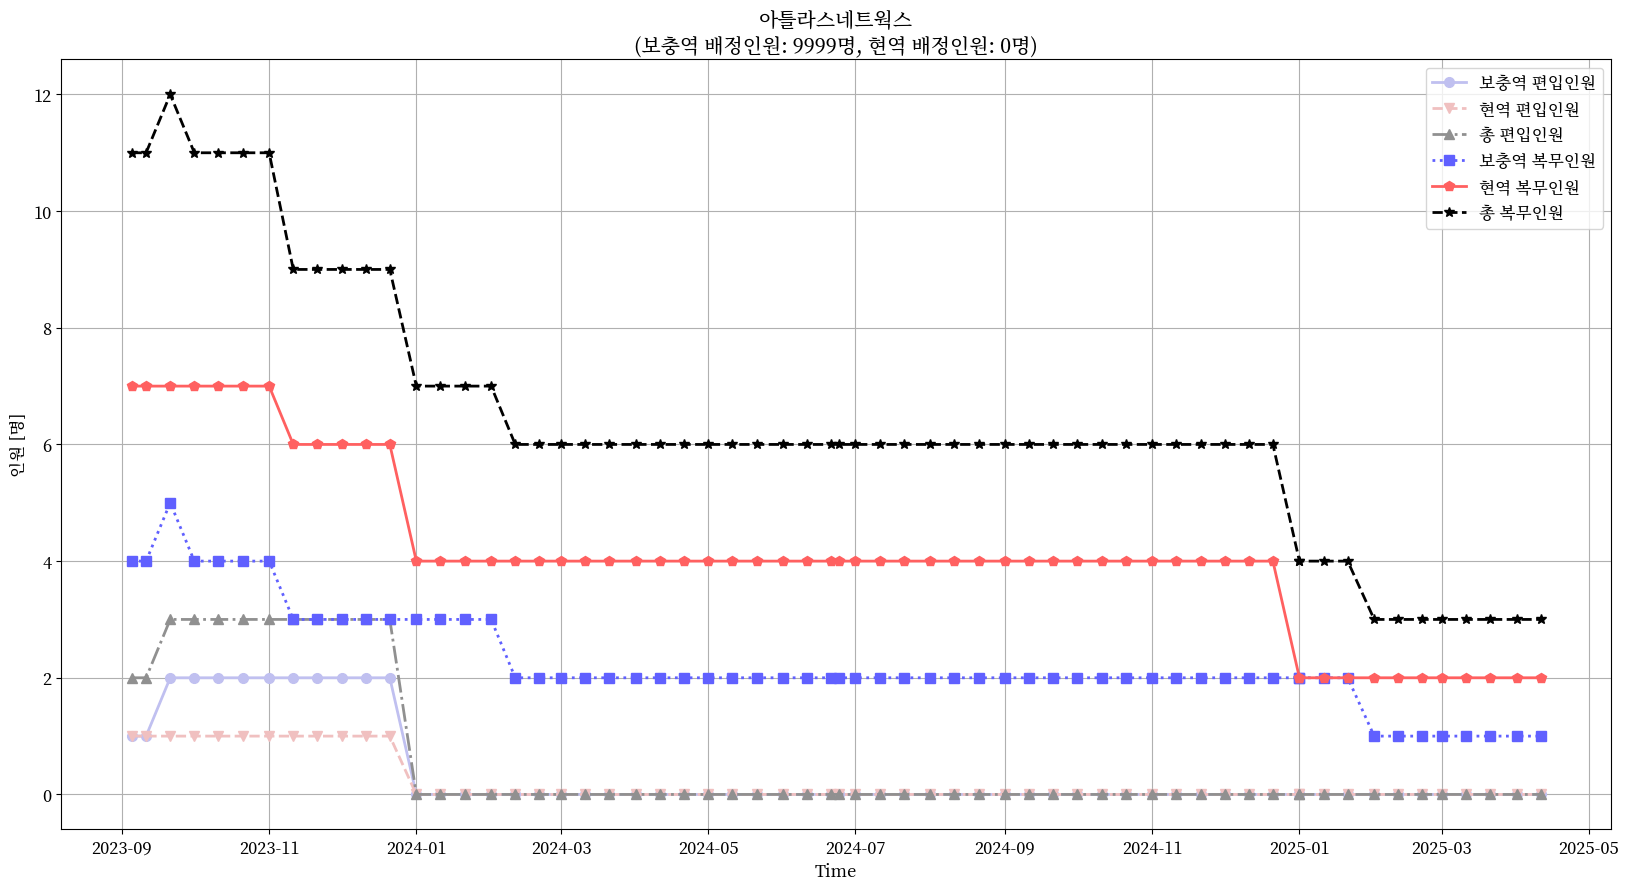 아틀라스네트웍스
(보충역 배정인원: 9999명, 현역 배정인원: 0명)
보충역 편입인원
현역 편입인원
총 편입인원
보충역 복무인원
현역 복무인원
총 복무인원
인원 [명]
12
10
8
6
4
2
0
2023-09 2023-11 2024-01 2024-03 2024-05 2024-07 2024-09 2024-11 2025-01 2025-03 2025-05
Time